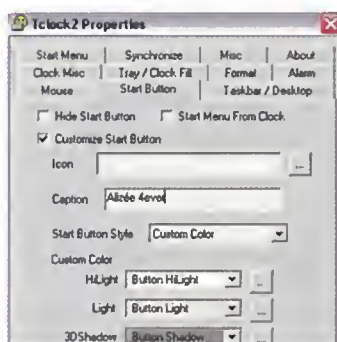 Tclock2 Properties
Start Menu Synchronize Misc About
Clock Misc Tray / Clock Fill Format Alarm
Mouse Start Button Taskbar / Desktop
Hide Start Button Start Menu From Clock
Customize Start Button
Icon ...
Caption Alizée 4ever
Start Button Style Custom Color
Custom Color
HiLight Button HiLight ...
Light Button Light ...
3DShadow Button Shadow ...